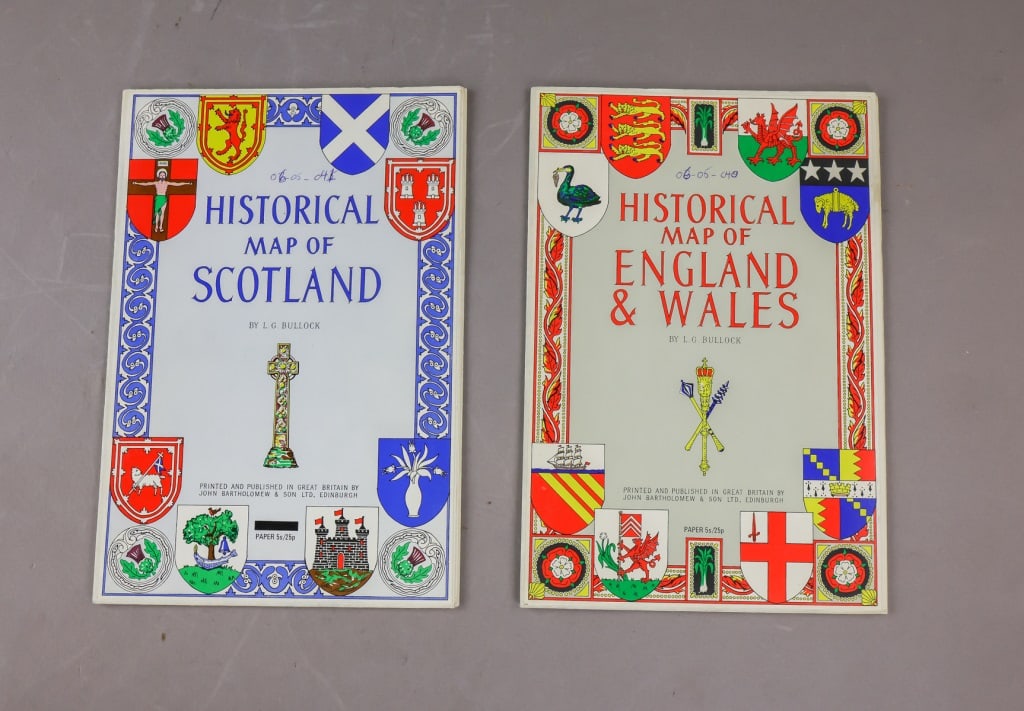 06-05-041
HISTORICAL
MAP OF
SCOTLAND
BY L.G. BULLOCK
PRINTED AND PUBLISHED IN GREAT BRITAIN BY
JOHN BARTHOLOMEW & SON LTD. EDINBURGH
PAPER 5s/25p
06-05-040
HISTORICAL
MAP OF
ENGLAND
& WALES
BY L.G. BULLOCK
PRINTED AND PUBLISHED IN GREAT BRITAIN BY
JOHN BARTHOLOMEW & SON LTD. EDINBURGH
PAPER 5s/25p